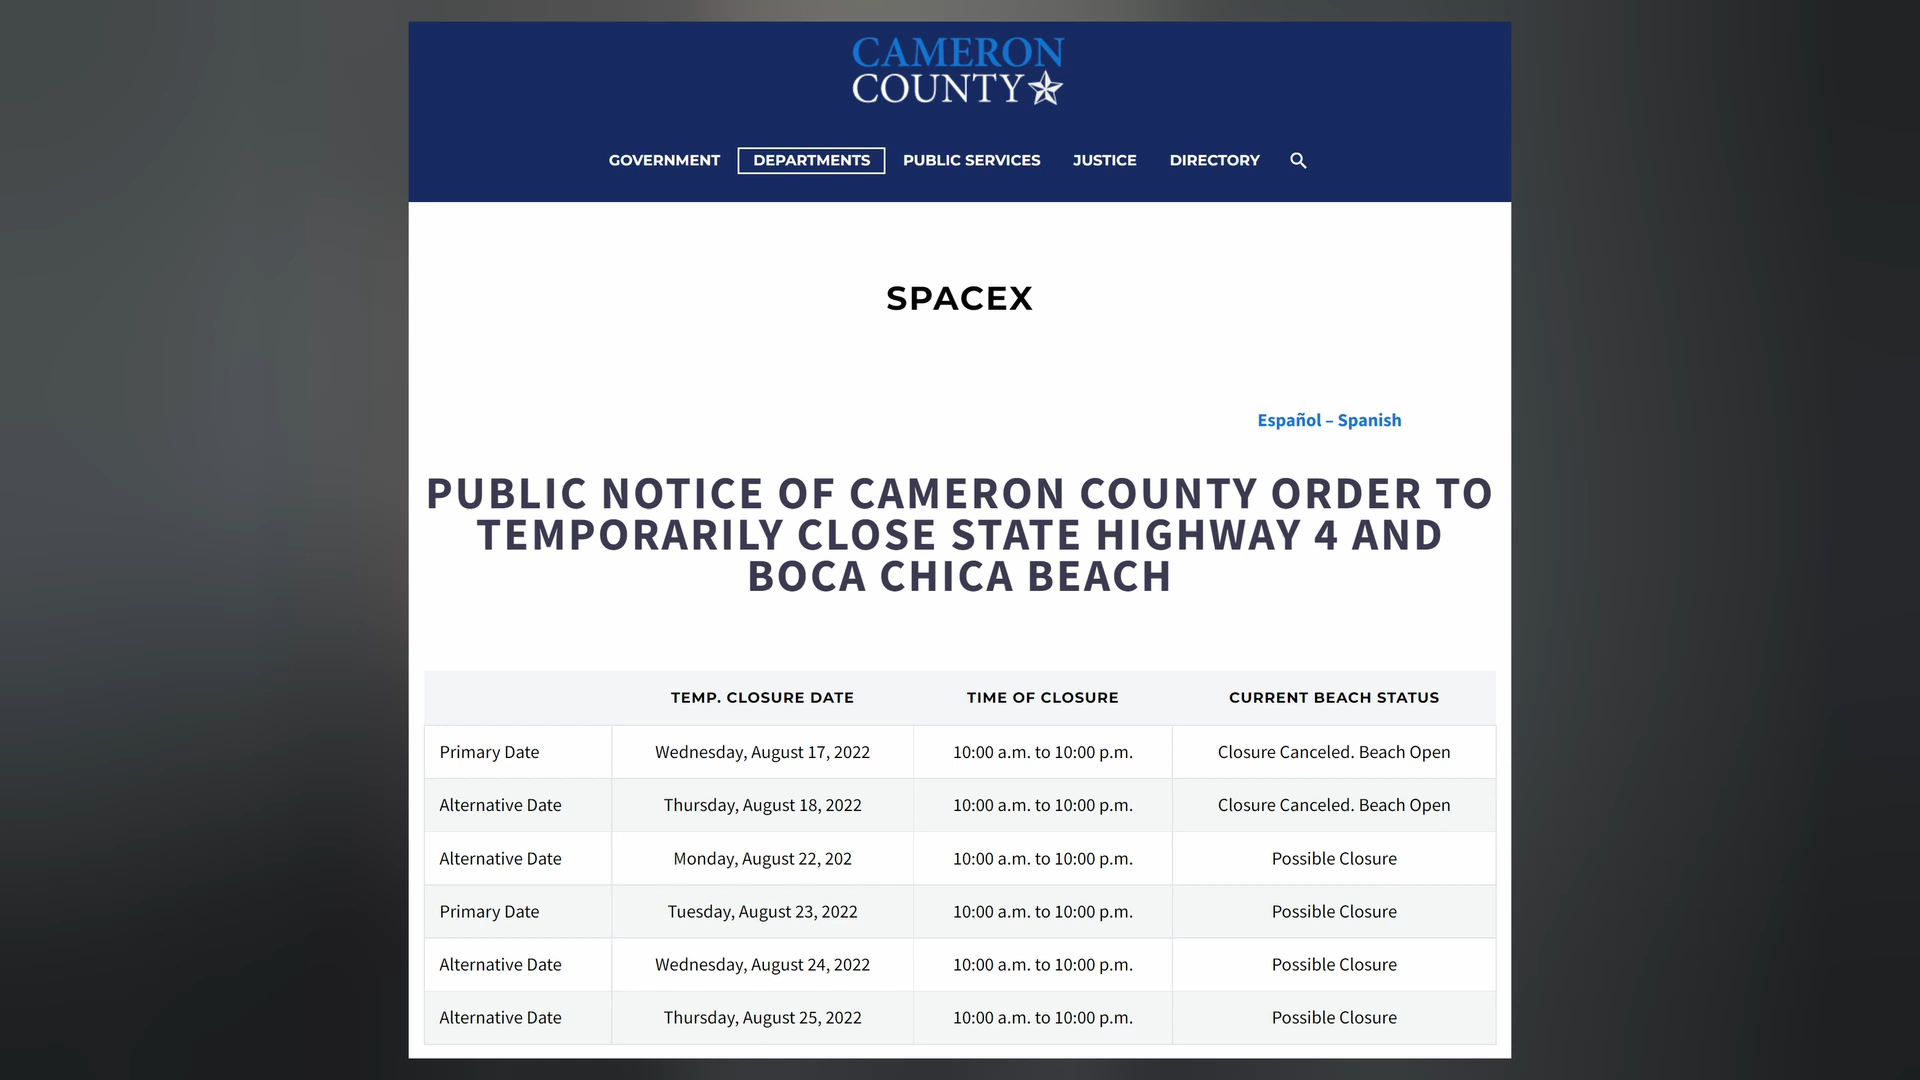 CAMERON
COUNTY
GOVERNMENT DEPARTMENTS PUBLIC SERVICES JUSTICE DIRECTORY
SPACEX
Español – Spanish
PUBLIC NOTICE OF CAMERON COUNTY ORDER TO
TEMPORARILY CLOSE STATE HIGHWAY 4 AND
BOCA CHICA BEACH
TEMP. CLOSURE DATE TIME OF CLOSURE CURRENT BEACH STATUS
Primary Date Wednesday, August 17, 2022 10:00 a.m. to 10:00 p.m. Closure Canceled. Beach Open
Alternative Date Thursday, August 18, 2022 10:00 a.m. to 10:00 p.m. Closure Canceled. Beach Open
Alternative Date Monday, August 22, 202 10:00 a.m. to 10:00 p.m. Possible Closure
Primary Date Tuesday, August 23, 2022 10:00 a.m. to 10:00 p.m. Possible Closure
Alternative Date Wednesday, August 24, 2022 10:00 a.m. to 10:00 p.m. Possible Closure
Alternative Date Thursday, August 25, 2022 10:00 a.m. to 10:00 p.m. Possible Closure